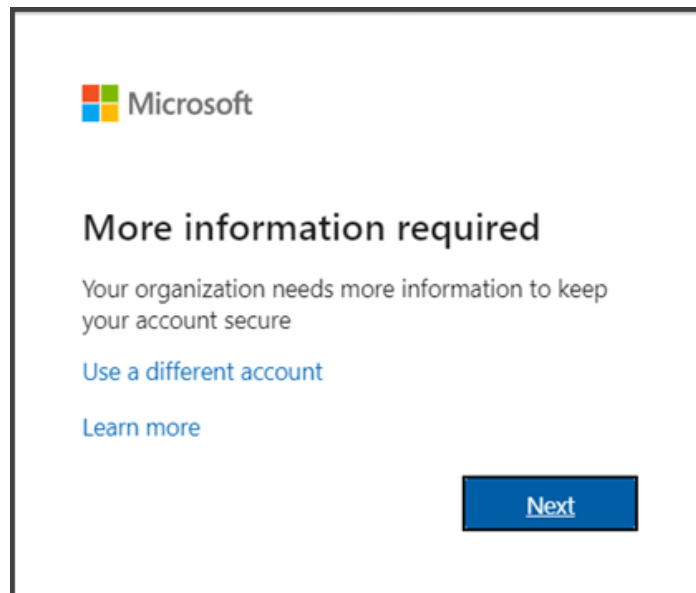 Microsoft
More information required
Your organization needs more information to keep
your account secure
Use a different account
Learn more
Next